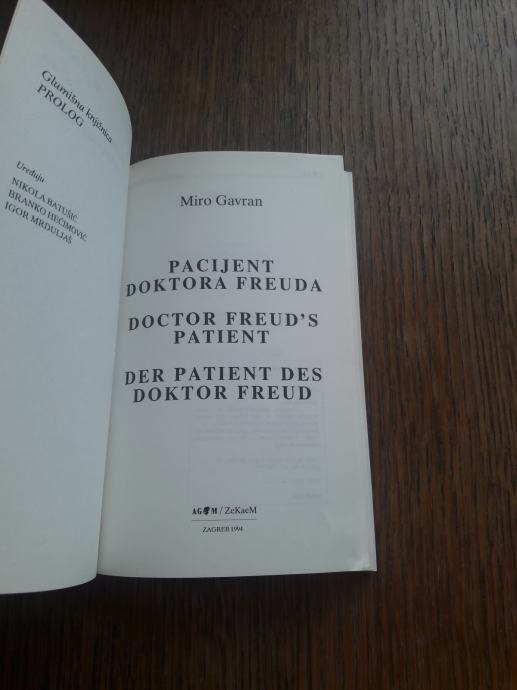 Glumišna knjižnica
PROLOG
Uređuju
NIKOLA BATUŠIĆ
BRANKO HEĆIMOVIĆ
IGOR MRDULJAŠ
Miro Gavran
PACIJENT
DOKTORA FREUDA
DOCTOR FREUD'S
PATIENT
DER PATIENT DES
DOKTOR FREUD
AGM / ZeKaeM
ZAGREB 1994